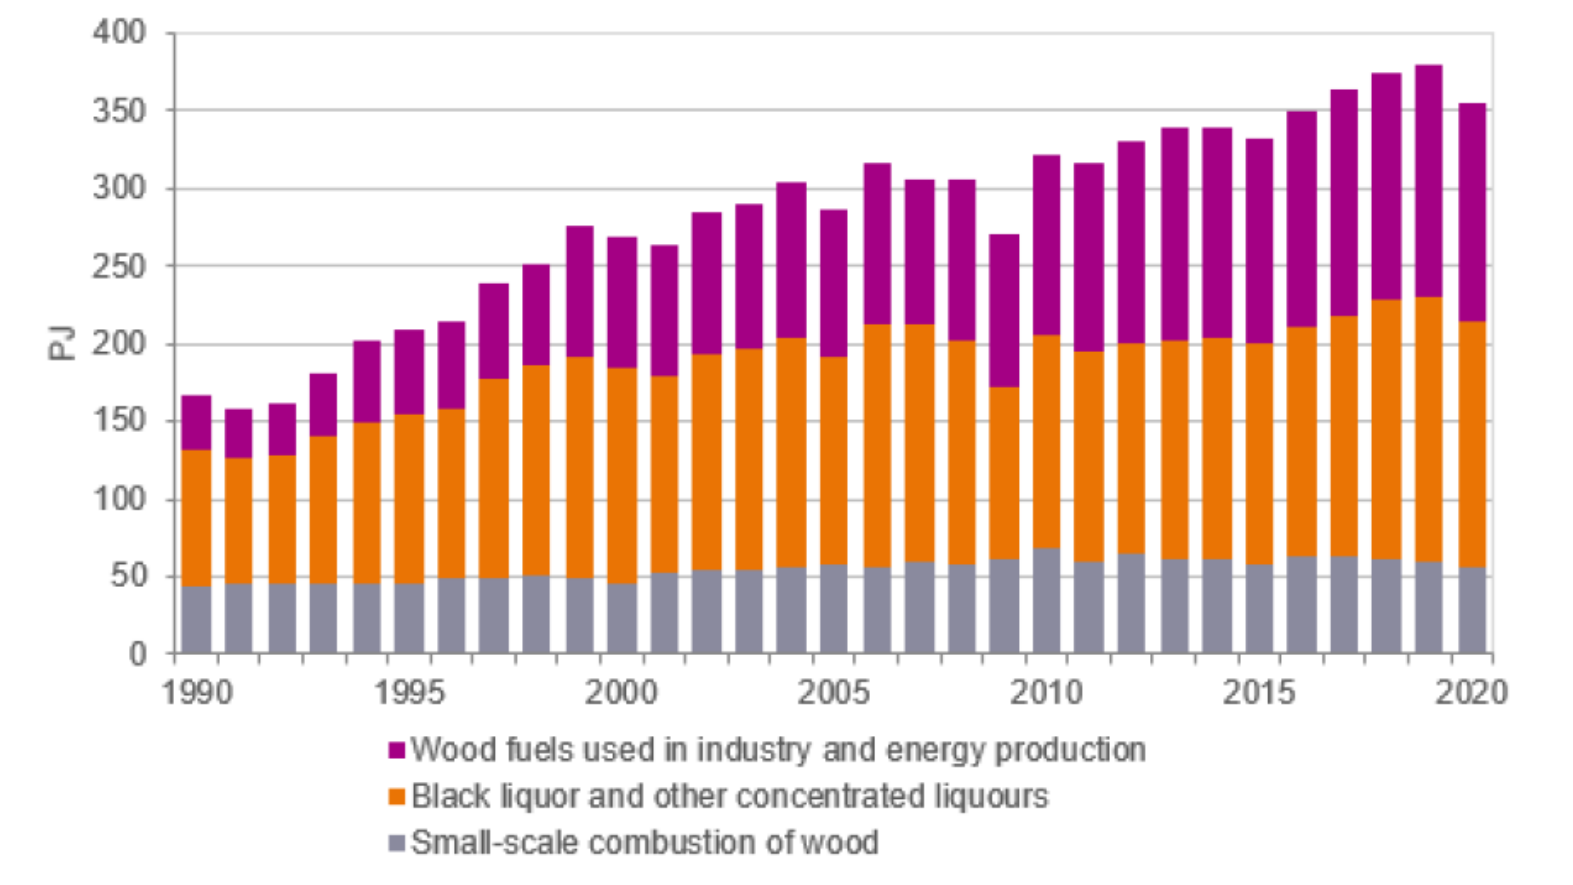 400
350
300
250
200
150
100
50
0
PJ
1990 1995 2000 2005 2010 2015 2020
Wood fuels used in industry and energy production
Black liquor and other concentrated liquours
Small-scale combustion of wood